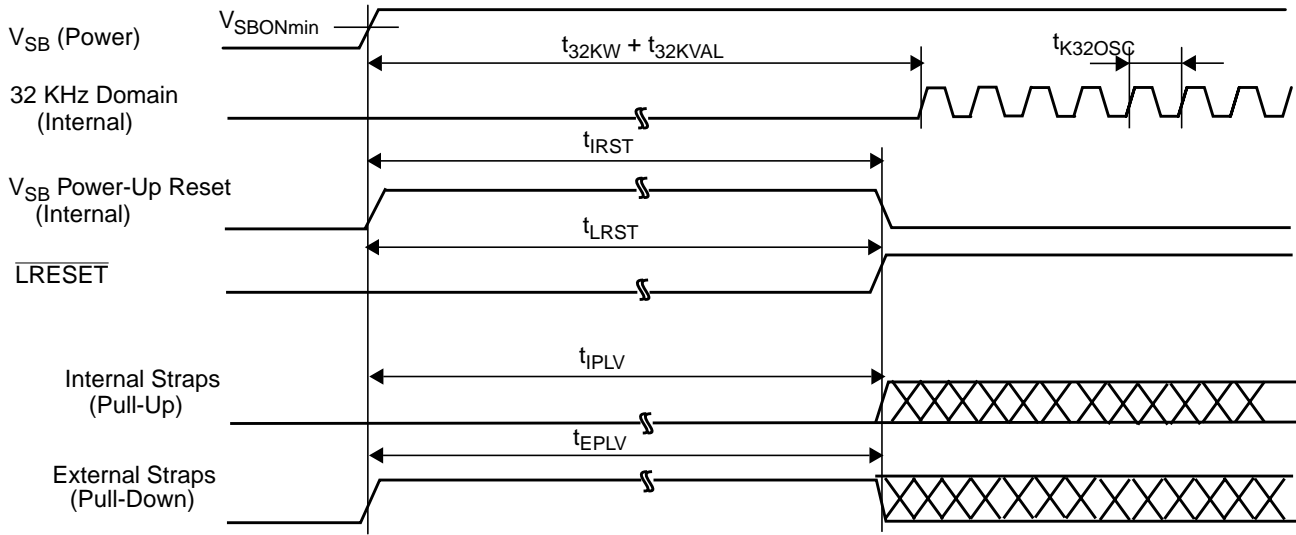 V_SB (Power)
V_SBONmin
t_32KW + t_32KVAL
t_K32OSC
32 KHz Domain
(Internal)
t_IRST
V_SB Power-Up Reset
(Internal)
t_LRST
LRESET
t_IPLV
Internal Straps
(Pull-Up)
t_EPLV
External Straps
(Pull-Down)